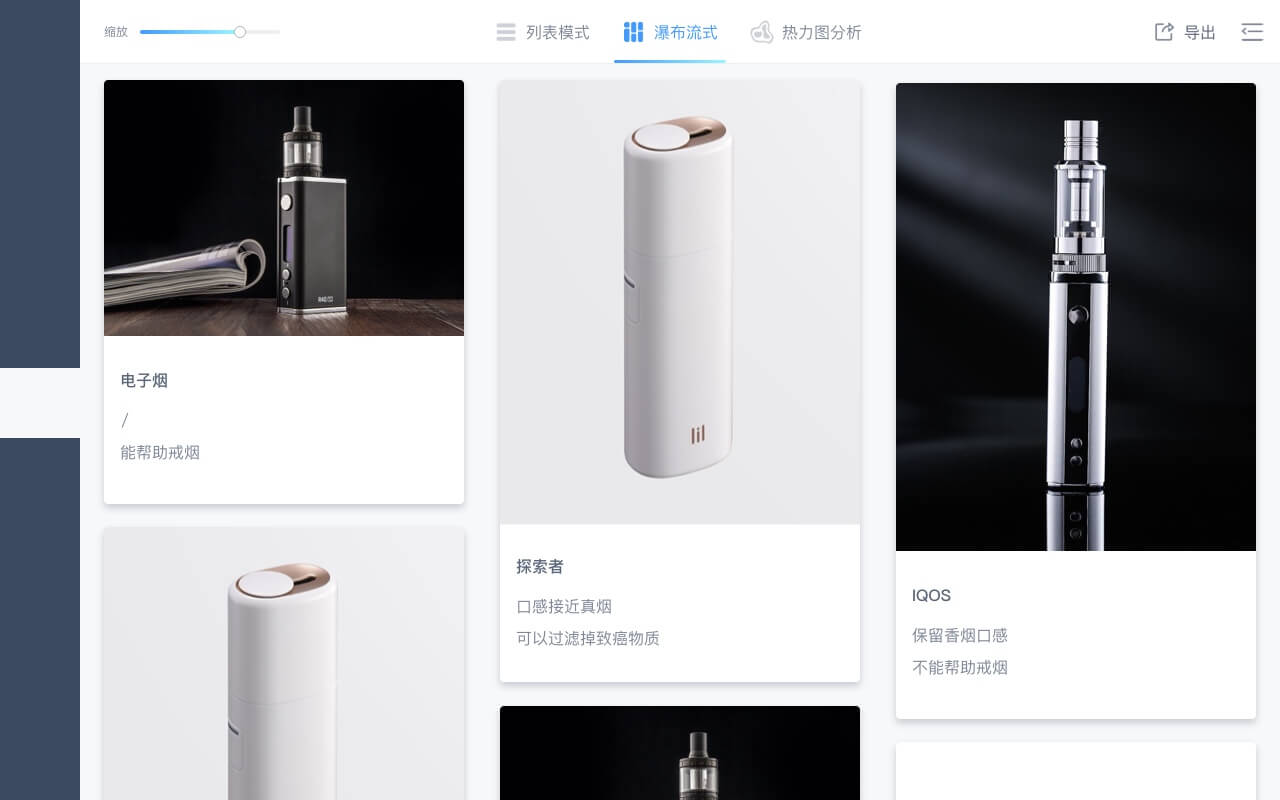 缩放
列表模式
瀑布流式
热力图分析
导出
电子烟
/
能帮助戒烟
lil
探索者
口感接近真烟
可以过滤掉致癌物质
IQOS
保留香烟口感
不能帮助戒烟